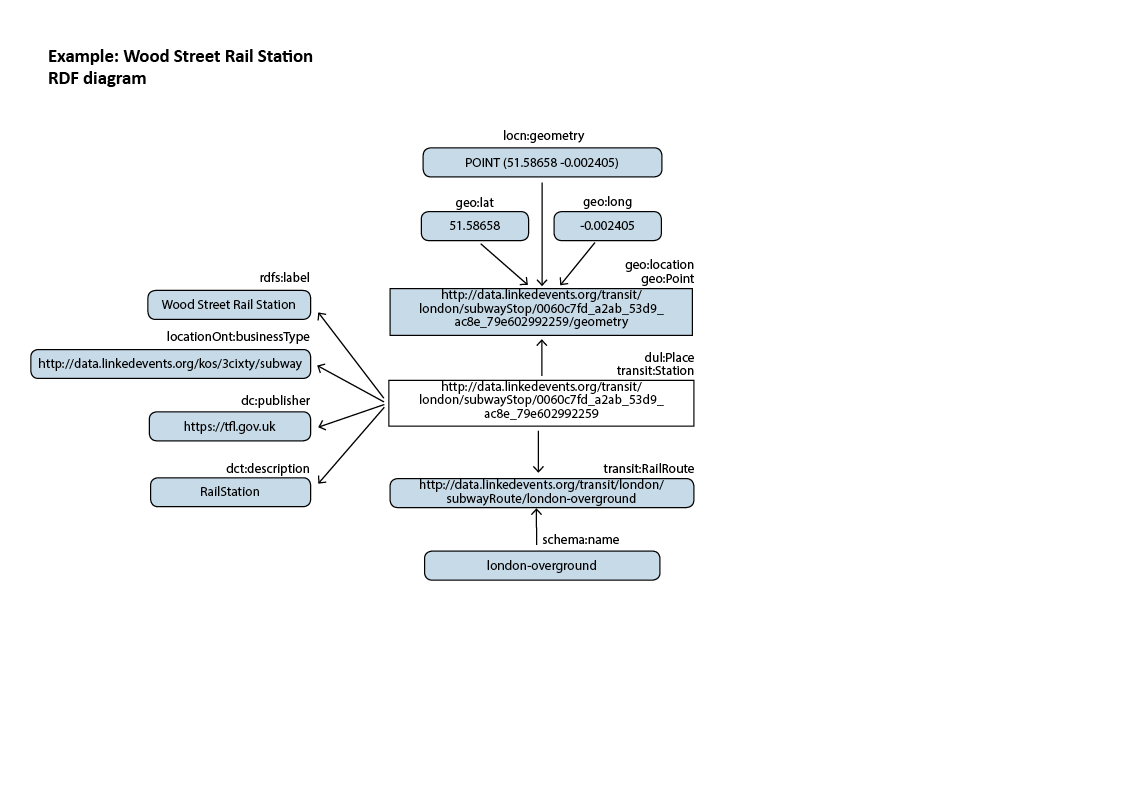 Example: Wood Street Rail Station
RDF diagram
locn:geometry
POINT (51.58658 -0.002405)
geo:lat
geo:long
51.58658
-0.002405
geo:location
geo:Point
http://data.linkedevents.org/transit/
london/subwayStop/0060c7fd_a2ab_53d9_
ac8e_79e602992259/geometry
rdfs:label
Wood Street Rail Station
locationOnt:businessType
http://data.linkedevents.org/kos/3cixty/subway
dc:publisher
https://tfl.gov.uk
dct:description
RailStation
dul:Place
transit:Station
http://data.linkedevents.org/transit/
london/subwayStop/0060c7fd_a2ab_53d9_
ac8e_79e602992259
transit:RailRoute
http://data.linkedevents.org/transit/london/
subwayRoute/london-overground
schema:name
london-overground